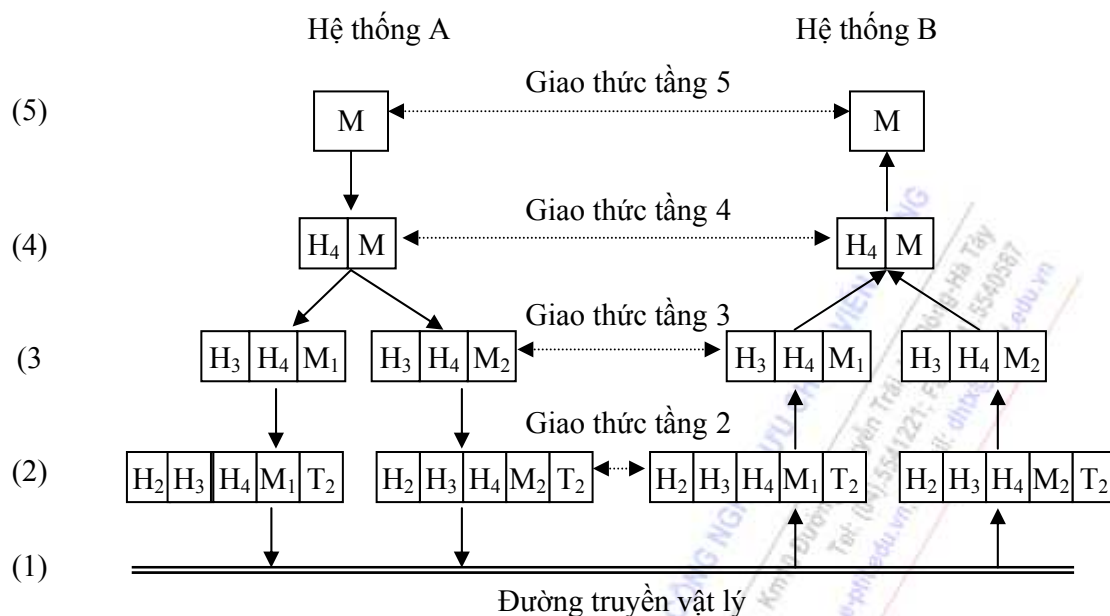 Hệ thống A Hệ thống B
Giao thức tầng 5
(5) M M
Giao thức tầng 4
(4) H₄ M H₄ M
Giao thức tầng 3
(3 H₃ H₄ M₁ H₃ H₄ M₂ H₃ H₄ M₁ H₃ H₄ M₂
Giao thức tầng 2
(2) H₂ H₃ H₄ M₁ T₂ H₂ H₃ H₄ M₂ T₂ H₂ H₃ H₄ M₁ T₂ H₂ H₃ H₄ M₂ T₂
(1)
Đường truyền vật lý